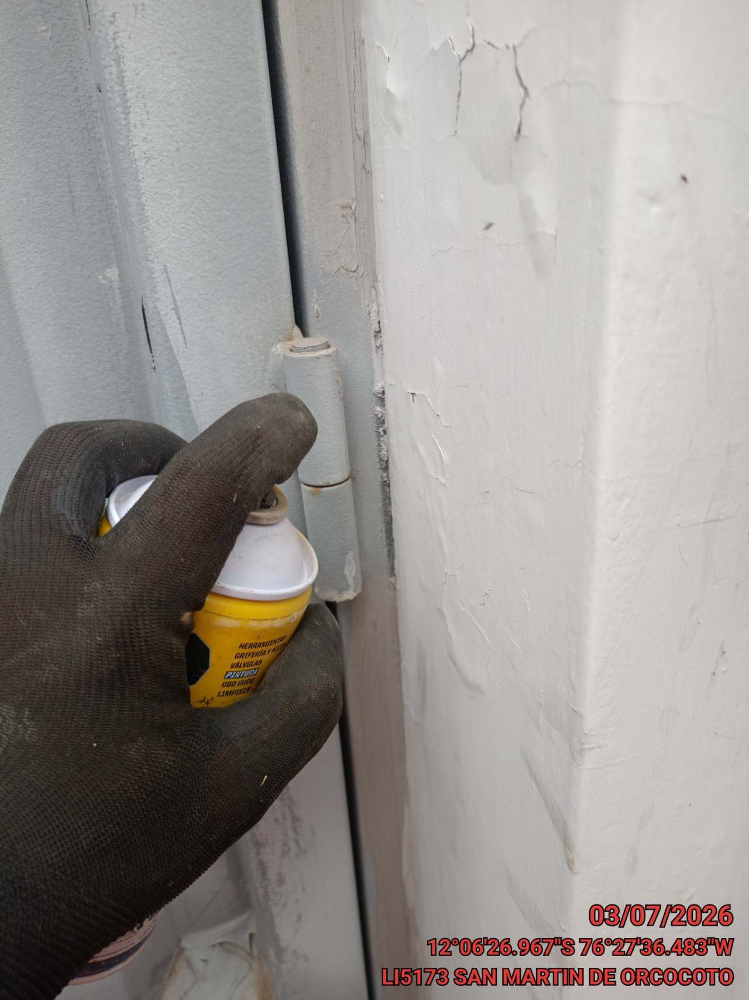 HERRAMIENTAS
GRIFERÍA Y
VÁLVULAS
PINTURA
USO RUDO
LIMPIEZA
03/07/2026
12°06'26.967"S 76°27'36.483"W
LI5173 SAN MARTIN DE ORCOCOTO